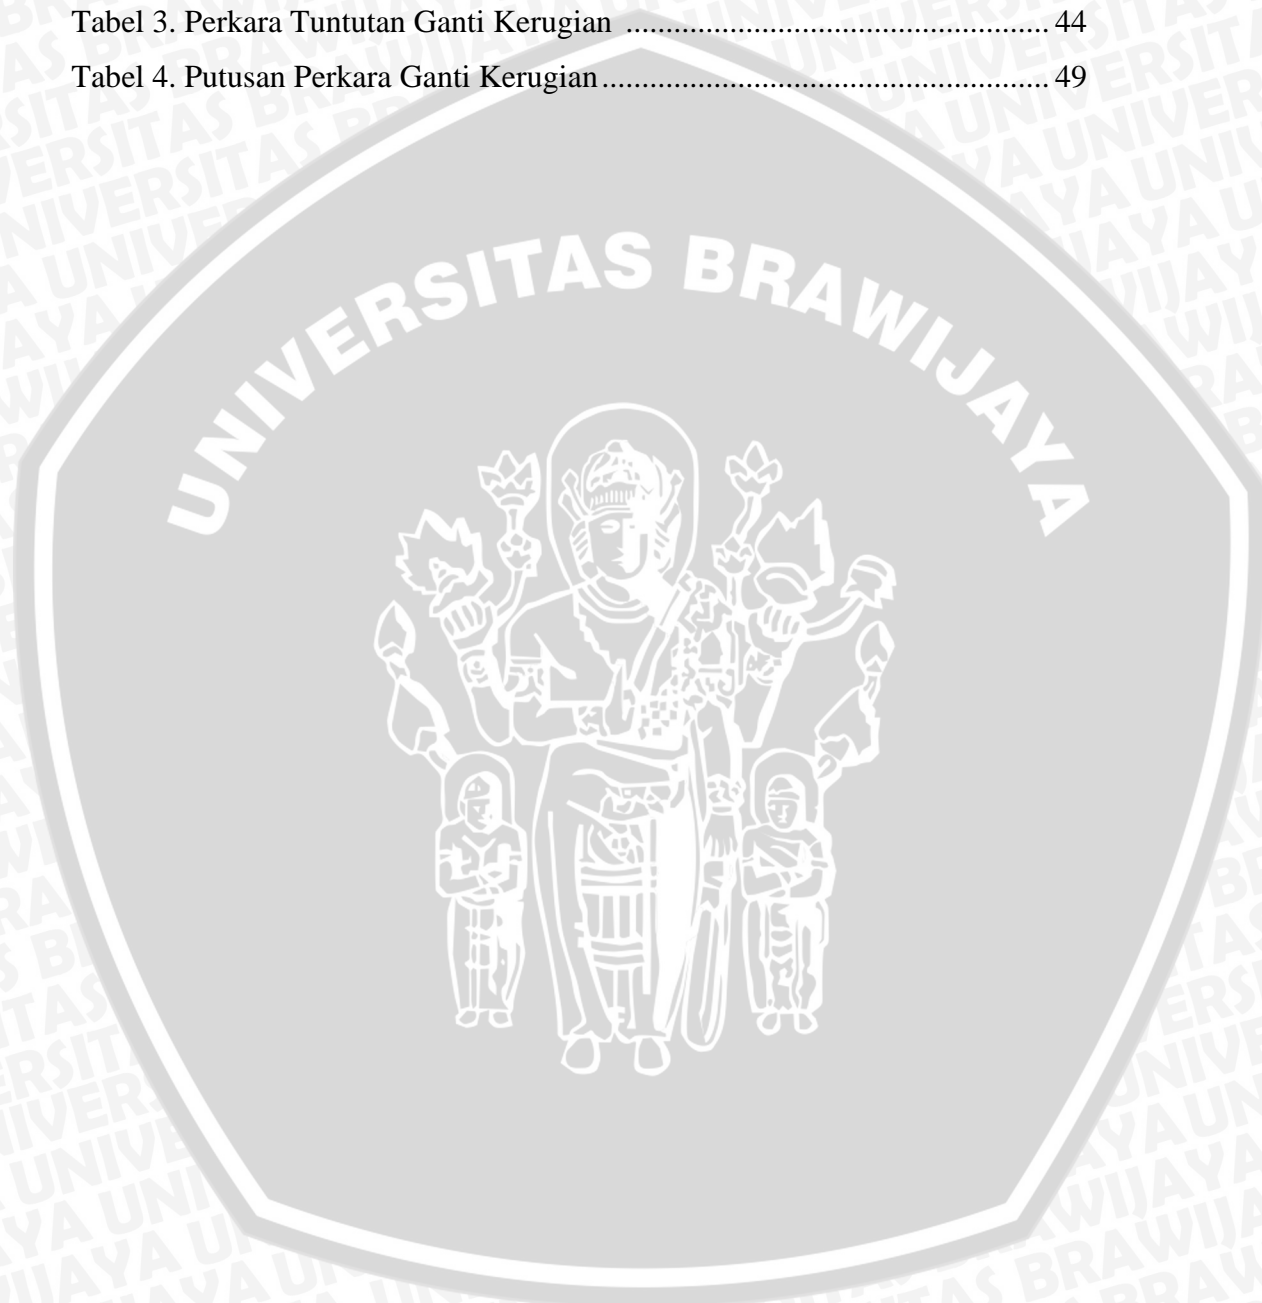 Tabel 3. Perkara Tuntutan Ganti Kerugian ..................................................... 44
Tabel 4. Putusan Perkara Ganti Kerugian ........................................................ 49
UNIVERSITAS BRAWIJAYA